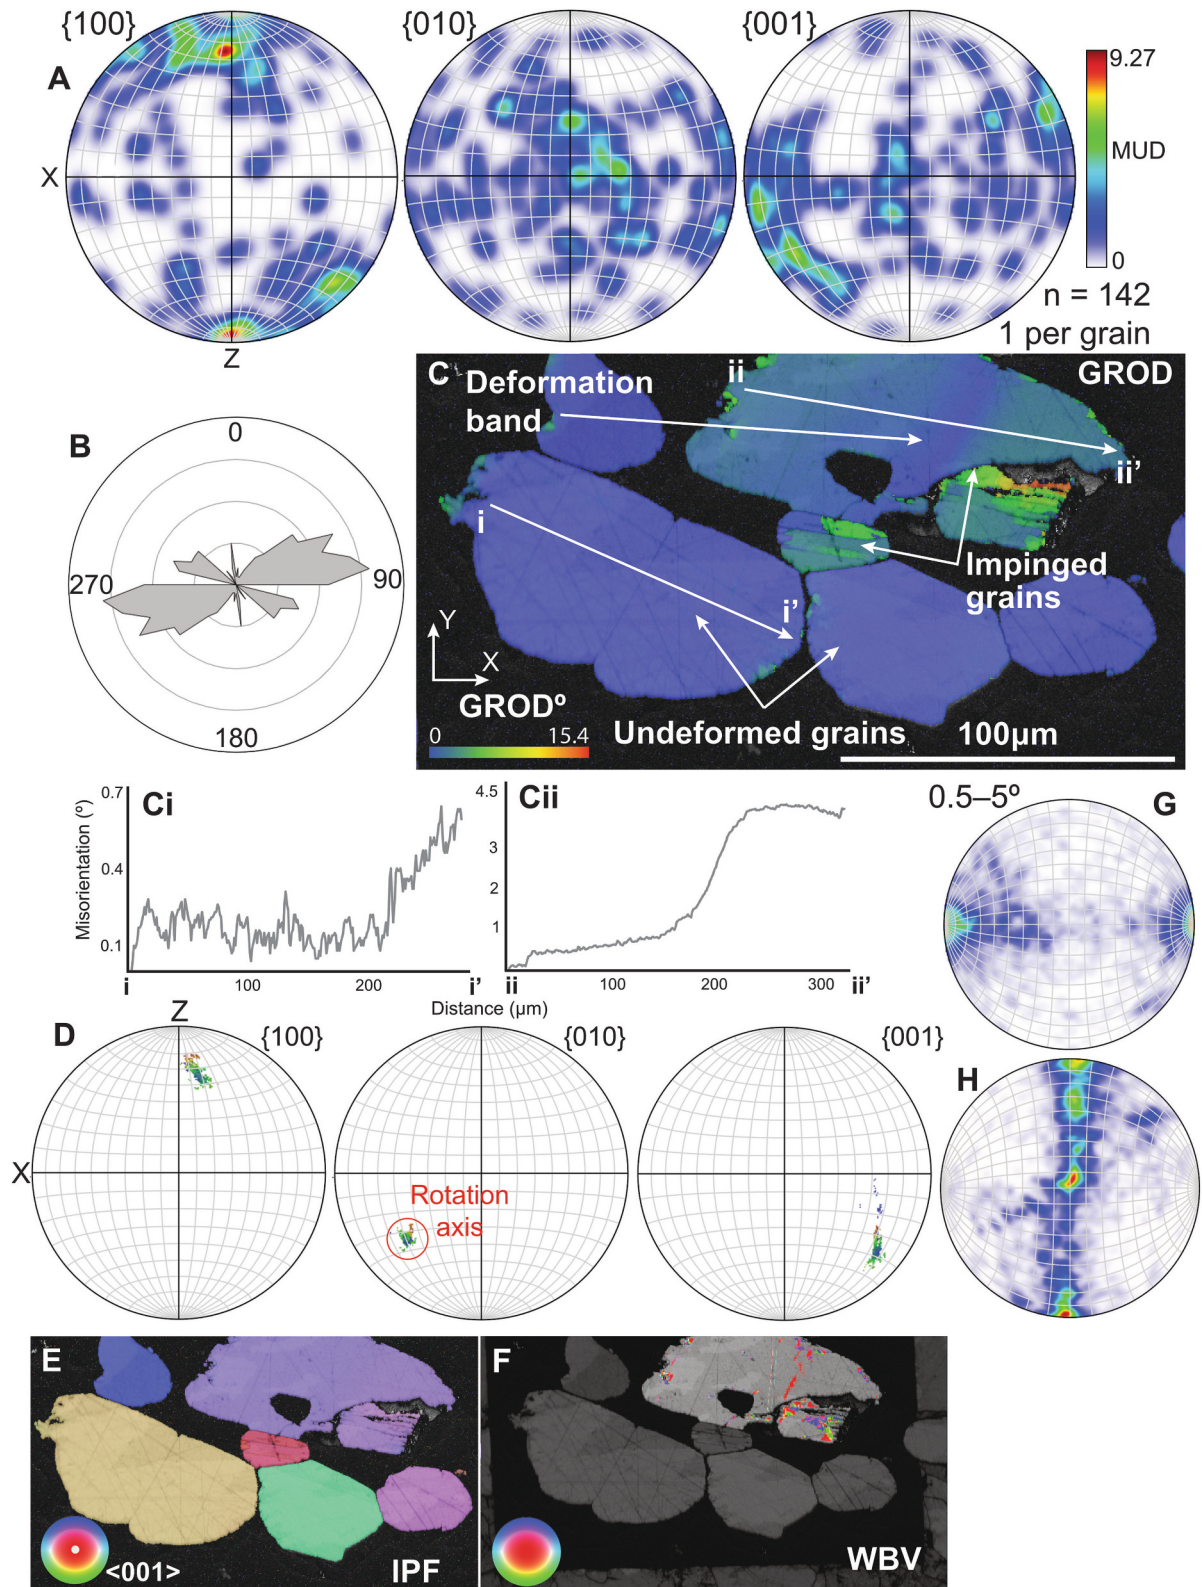 {100}
{010}
{001}
A
X
Z
9.27
MUD
0
n = 142
1 per grain
B
0
90
180
270
C
GROD
Deformation
band
ii
ii'
i
i'
Impinged
grains
Y
X
GRODº
0
15.4
Undeformed grains
100µm
Ci
Misorientation (º)
0.7
0.4
0.1
i
100
200
i'
Cii
4.5
3
2
1
ii
100
200
300
ii'
Distance (µm)
0.5–5º
G
D
Z
X
{100}
{010}
{001}
Rotation
axis
H
E
<001>
IPF
F
WBV